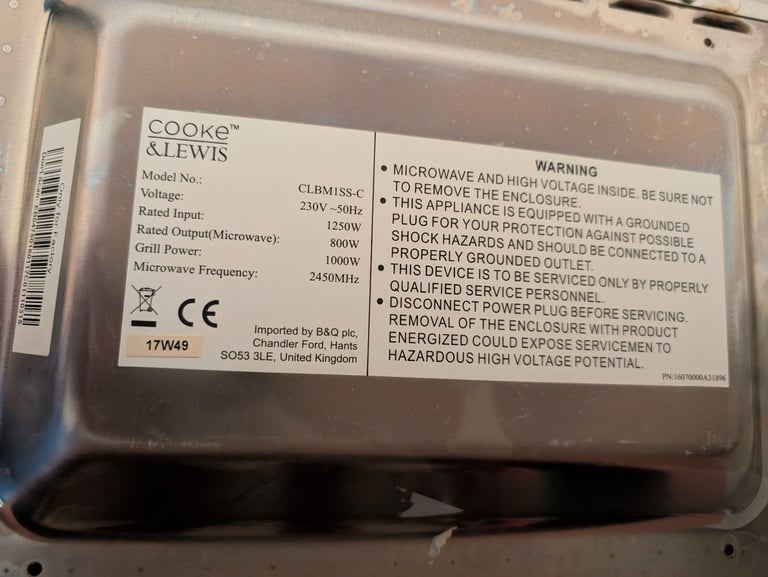 COOKE™
&LEWIS
Model No.: CLBM1SS-C
Voltage: 230V ~50Hz
Rated Input: 1250W
Rated Output(Microwave): 800W
Grill Power: 1000W
Microwave Frequency: 2450MHz
CE
17W49
Imported by B&Q plc,
Chandler Ford, Hants
SO53 3LE, United Kingdom
WARNING
• MICROWAVE AND HIGH VOLTAGE INSIDE. BE SURE NOT
TO REMOVE THE ENCLOSURE.
• THIS APPLIANCE IS EQUIPPED WITH A GROUNDED
PLUG FOR YOUR PROTECTION AGAINST POSSIBLE
SHOCK HAZARDS AND SHOULD BE CONNECTED TO A
PROPERLY GROUNDED OUTLET.
• THIS DEVICE IS TO BE SERVICED ONLY BY PROPERLY
QUALIFIED SERVICE PERSONNEL.
• DISCONNECT POWER PLUG BEFORE SERVICING.
REMOVAL OF THE ENCLOSURE WITH PRODUCT
ENERGIZED COULD EXPOSE SERVICEMEN TO
HAZARDOUS HIGH VOLTAGE POTENTIAL.
PN:16070000A31896
Only for Factory